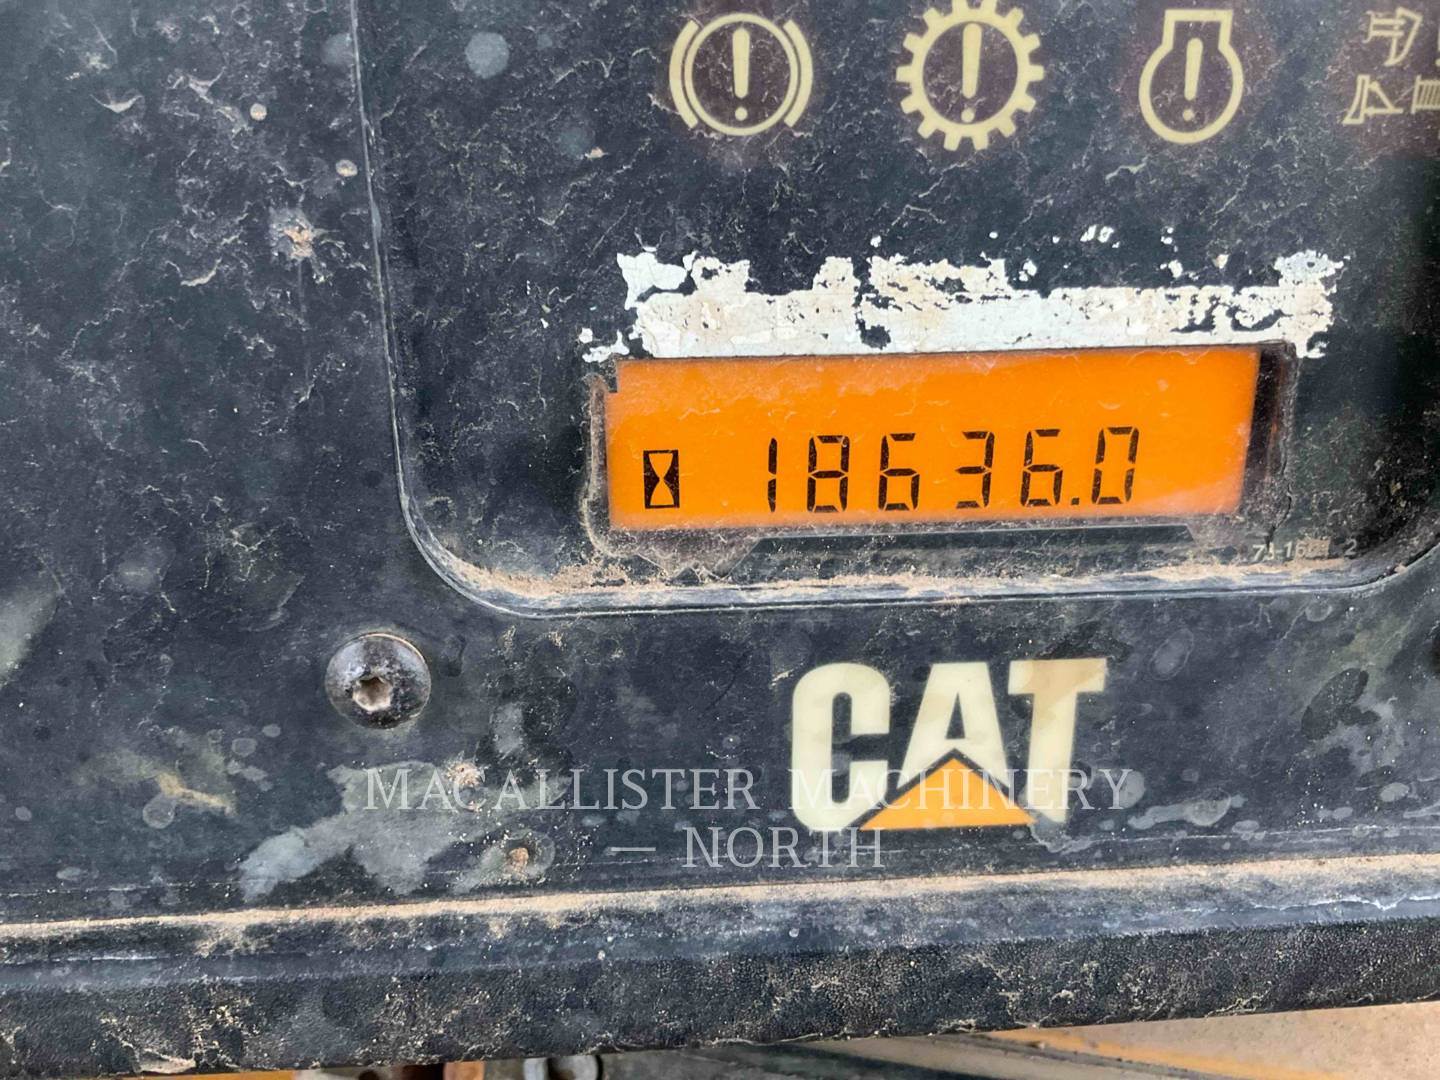 18636.0
CAT
MACALLISTER MACHINERY
— NORTH —